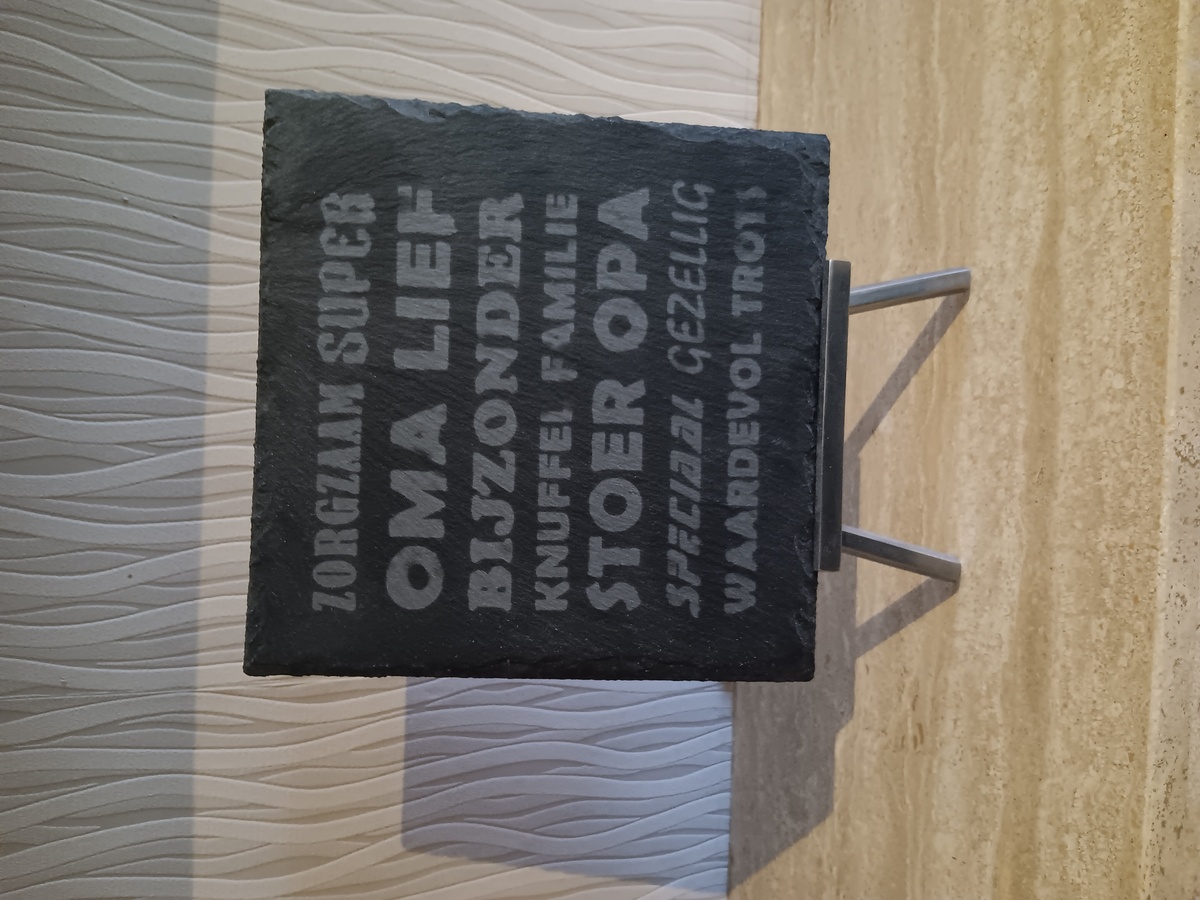 ZORGZAAM SUPER
OMA LIEF
BIJZONDER
KNUFFEL FAMILIE
STOER OPA
SPECIAAL GEZELLIG
WAARDEVOL TROTS